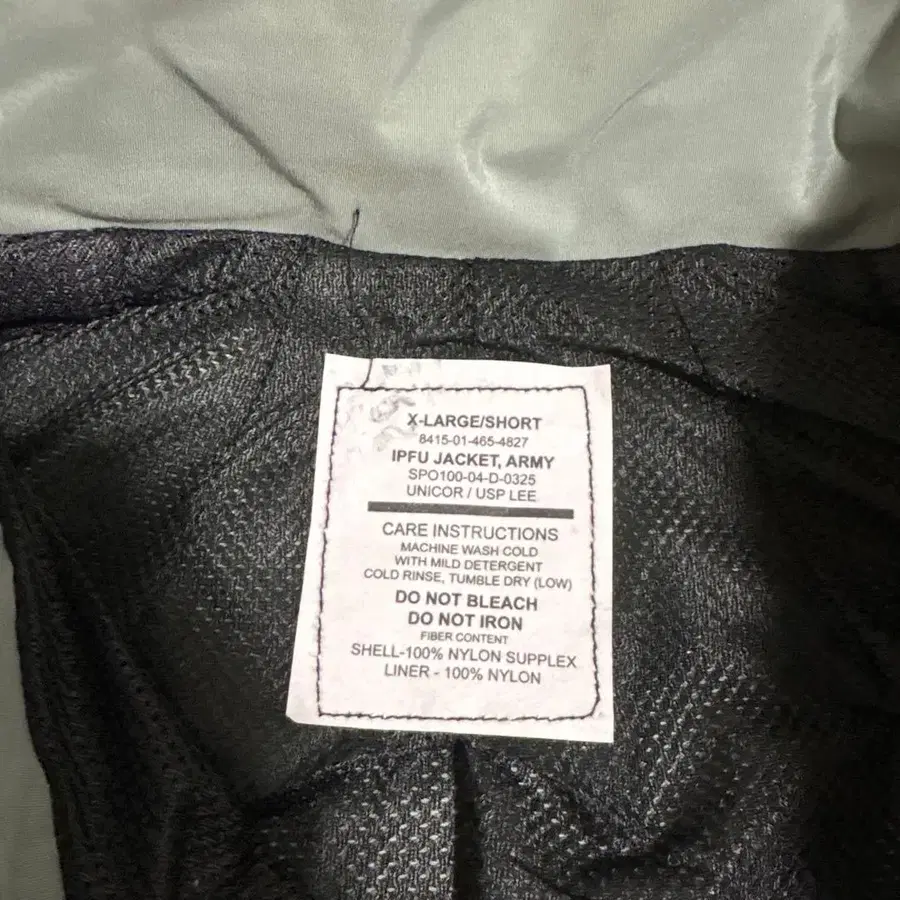 X-LARGE/SHORT
8415-01-465-4827
IPFU JACKET, ARMY
SPO100-04-D-0325
UNICOR / USP LEE
CARE INSTRUCTIONS
MACHINE WASH COLD
WITH MILD DETERGENT
COLD RINSE, TUMBLE DRY (LOW)
DO NOT BLEACH
DO NOT IRON
FIBER CONTENT
SHELL-100% NYLON SUPPLEX
LINER - 100% NYLON